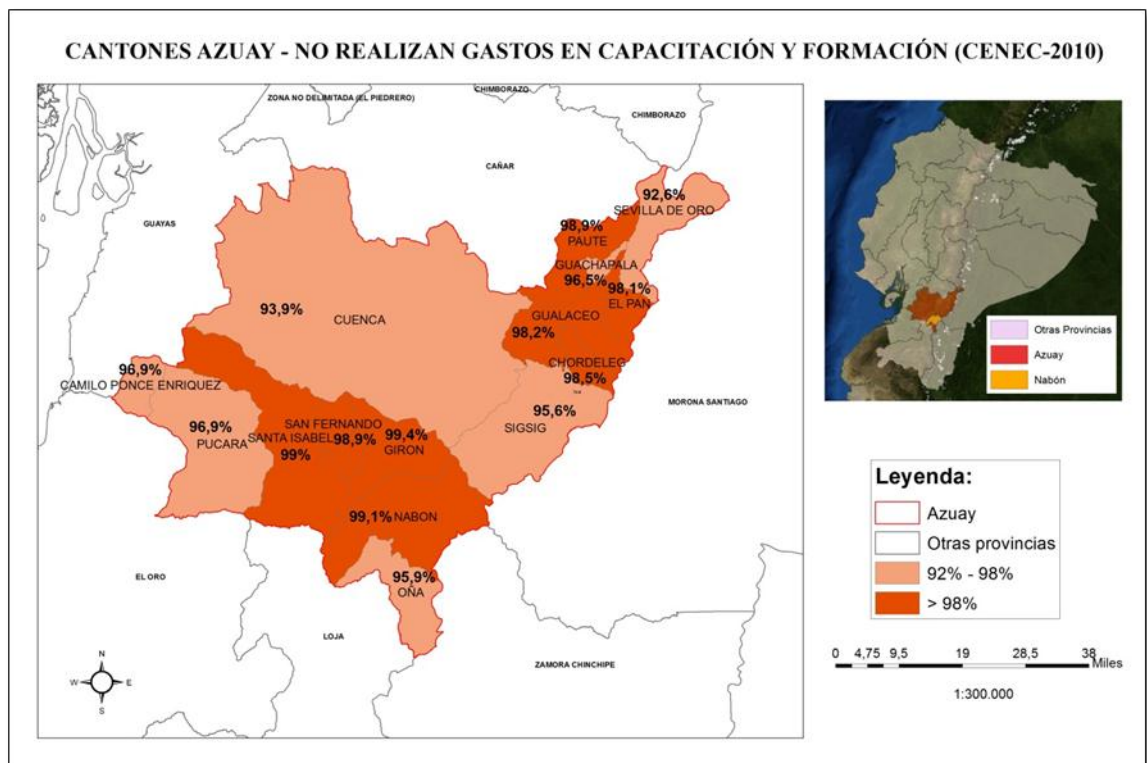 CANTONES AZUAY - NO REALIZAN GASTOS EN CAPACITACIÓN Y FORMACIÓN (CENEC-2010)
ZONA NO DELIMITADA (EL PIEDRERO)
CHIMBORAZO
CHIMBORAZO
CAÑAR
GUAYAS
92,6%
SEVILLA DE ORO
98,9%
PAUTE
GUACHAPALA
96,5%
98,1%
EL PAN
93,9%
CUENCA
GUALACEO
98,2%
CHORDELEG
98,5%
96,9%
CAMILO PONCE ENRIQUEZ
MORONA SANTIAGO
95,6%
SIGSIG
96,9%
PUCARA
SAN FERNANDO
SANTA ISABEL
98,9%
99%
99,4%
GIRON
99,1% NABON
95,9%
OÑA
EL ORO
LOJA
ZAMORA CHINCHIPE
N
W E
S
Otras Provincias
Azuay
Nabón
Leyenda:
Azuay
Otras provincias
92% - 98%
> 98%
0 4,75 9,5 19 28,5 38
Miles
1:300.000